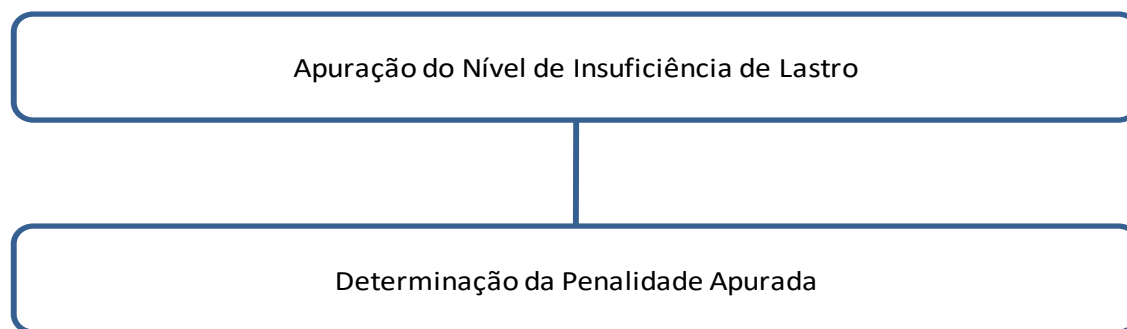 Apuração do Nível de Insuficiência de Lastro
Determinação da Penalidade Apurada